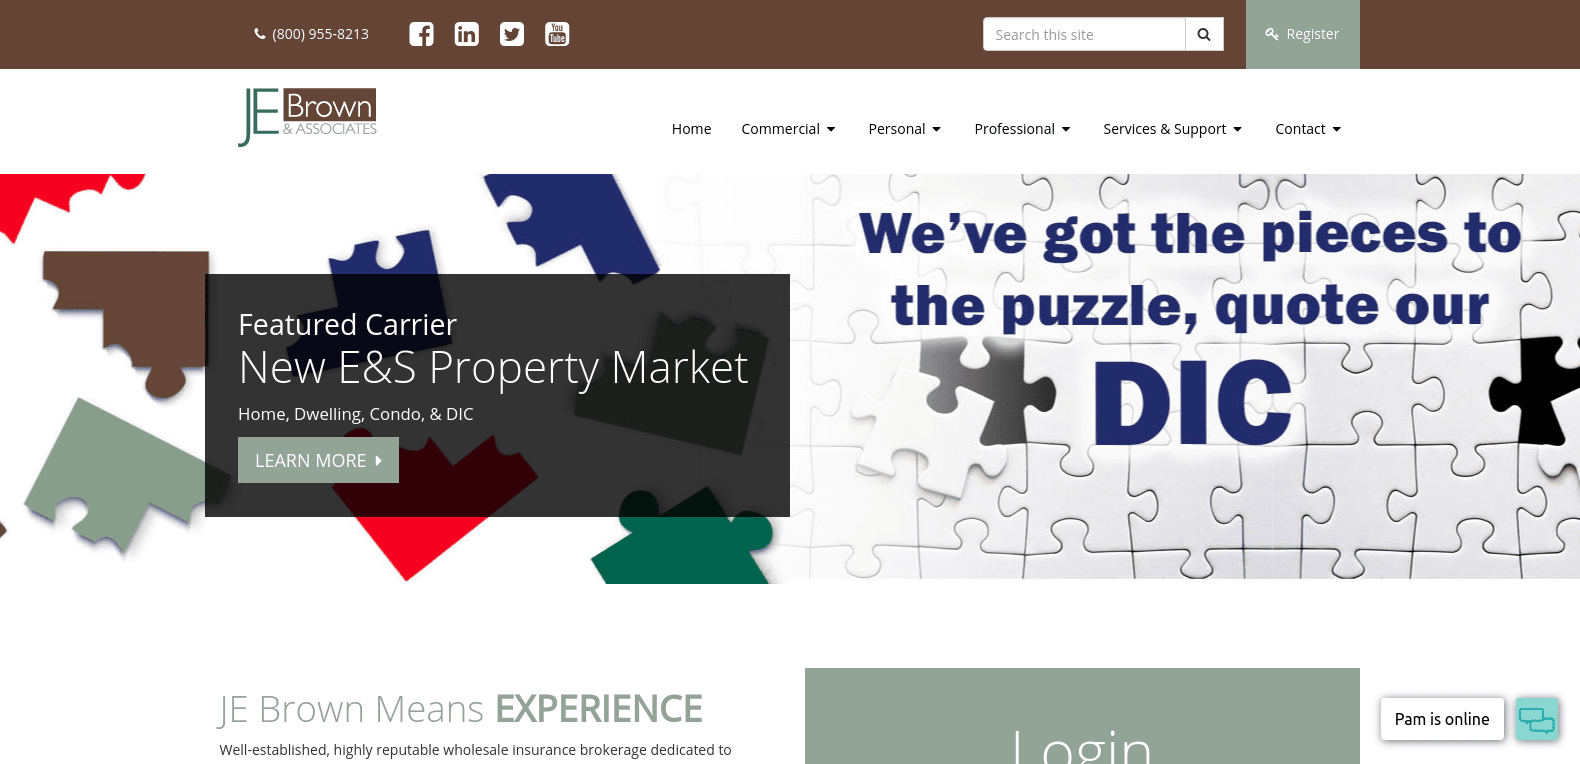 (800) 955-8213
Search this site
Register
JE Brown
& ASSOCIATES
Home
Commercial
Personal
Professional
Services & Support
Contact
We've got the pieces to
the puzzle, quote our
DIC
Featured Carrier
New E&S Property Market
Home, Dwelling, Condo, & DIC
LEARN MORE
JE Brown Means EXPERIENCE
Well-established, highly reputable wholesale insurance brokerage dedicated to
Login
Pam is online
You
Tube